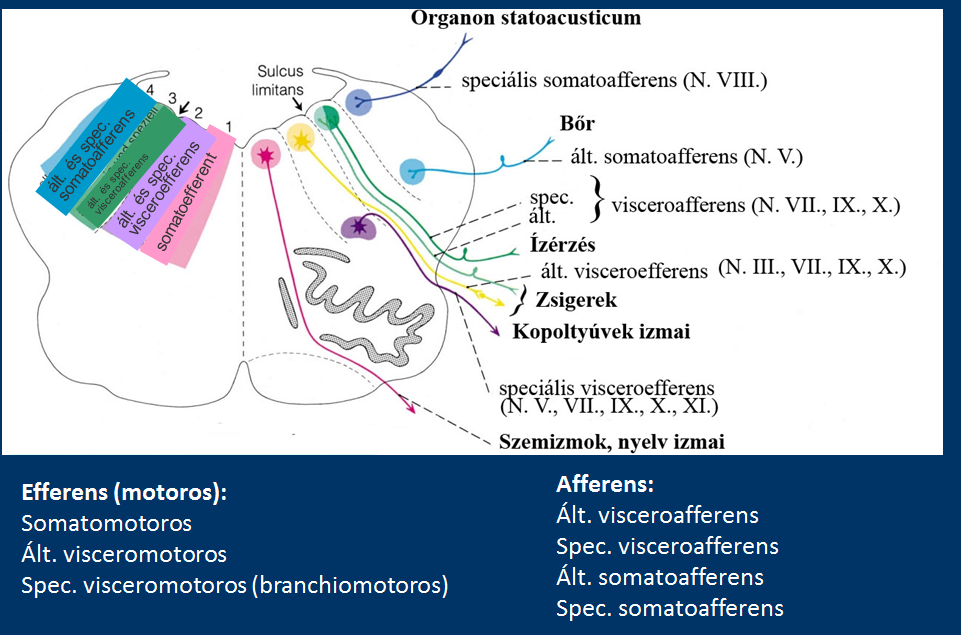 Organon statoacusticum
Sulcus
limitans
speciális somatoafferens (N. VIII.)
4
3
2
1
ált. és spec.
somatoafferens
und speziell
ált. és spec.
visceroafferens
ált. és spec.
visceroefferens
somatoefferent
Bőr
ált. somatoafferens (N. V.)
spec.
ált.
} visceroafferens (N. VII., IX., X.)
Ízérzés
ált. visceroefferens (N. III., VII., IX., X.)
} Zsigerek
Kopoltyúvek izmai
speciális visceroefferens
(N. V., VII., IX., X., XI.)
Szemizmok, nyelv izmai
Efferens (motoros):
Somatomotoros
Ált. visceromotoros
Spec. visceromotoros (branchiomotoros)
Afferens:
Ált. visceroafferens
Spec. visceroafferens
Ált. somatoafferens
Spec. somatoafferens